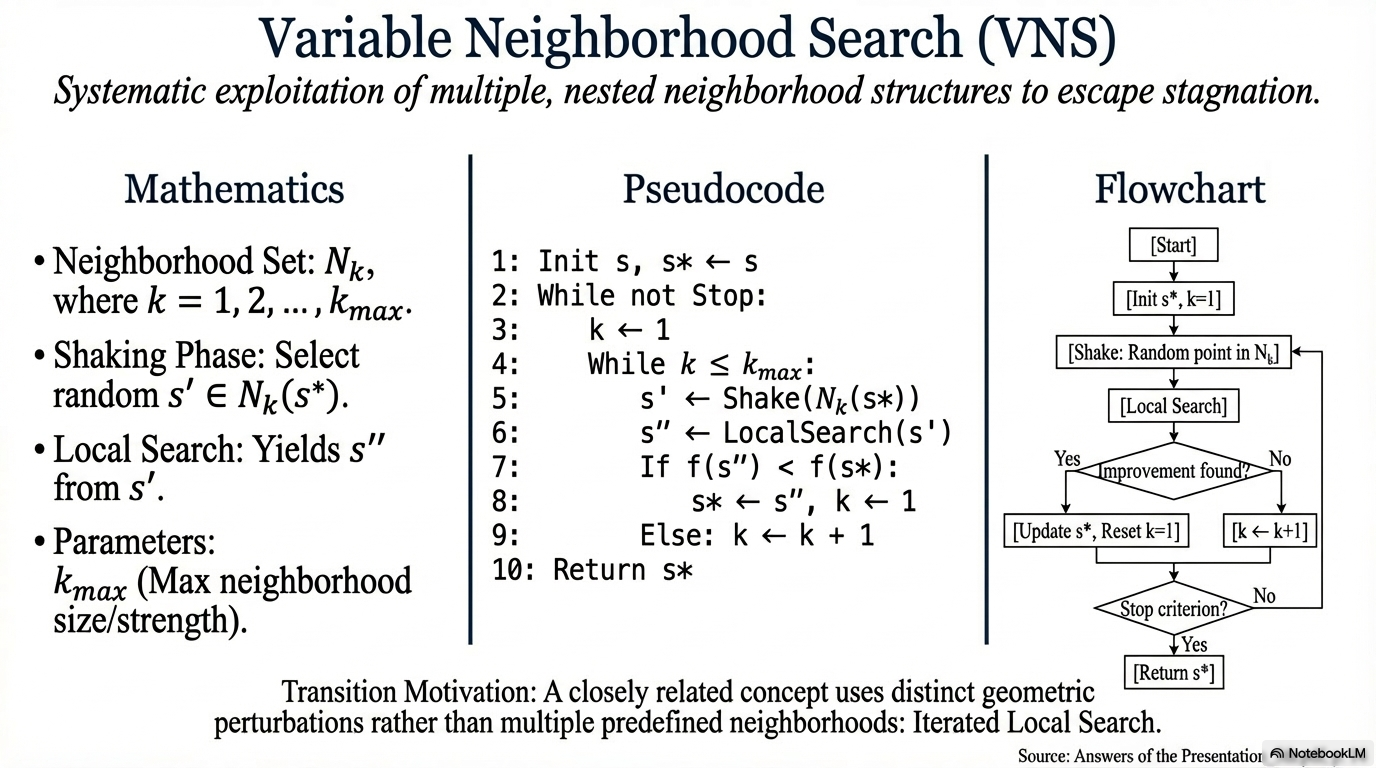 Variable Neighborhood Search (VNS)
Systematic exploitation of multiple, nested neighborhood structures to escape stagnation.
Mathematics
• Neighborhood Set: Nₖ,
where k = 1, 2, … , kₘₐₓ.
• Shaking Phase: Select
random s′ ∈ Nₖ(s*).
• Local Search: Yields s′′
from s′.
• Parameters:
kₘₐₓ (Max neighborhood
size/strength).
Pseudocode
1: Init s, s* ← s
2: While not Stop:
3: k ← 1
4: While k ≤ kₘₐₓ:
5: s' ← Shake(Nₖ(s*))
6: s″ ← LocalSearch(s')
7: If f(s″) < f(s*):
8: s* ← s″, k ← 1
9: Else: k ← k + 1
10: Return s*
Flowchart
[Start]
[Init s*, k=1]
[Shake: Random point in Nₖ]
[Local Search]
Yes
Improvement found?
No
[Update s*, Reset k=1]
[k ← k+1]
Stop criterion?
No
Yes
[Return s*]
Transition Motivation: A closely related concept uses distinct geometric
perturbations rather than multiple predefined neighborhoods: Iterated Local Search.
Source: Answers of the Presentation
NotebookLM